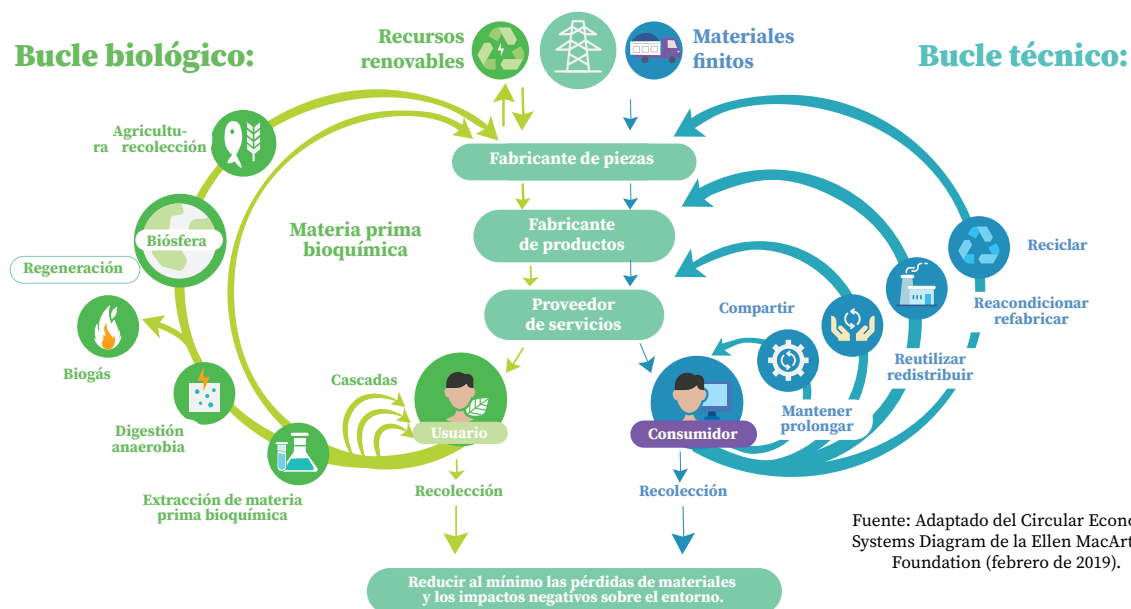 Bucle biológico:
Recursos
renovables
Materiales
finitos
Bucle técnico:
Agricultu-
ra recolección
Fabricante de piezas
Materia prima
bioquímica
Biósfera
Fabricante
de productos
Reciclar
Regeneración
Proveedor
de servicios
Compartir
Reacondicionar
refabricar
Biogás
Cascadas
Reutilizar
redistribuir
Digestión
anaerobia
Usuario
Consumidor
Mantener
prolongar
Extracción de materia
prima bioquímica
Recolección
Recolección
Fuente: Adaptado del Circular Econo
Systems Diagram de la Ellen MacArt
Foundation (febrero de 2019).
Reducir al mínimo las pérdidas de materiales
y los impactos negativos sobre el entorno.